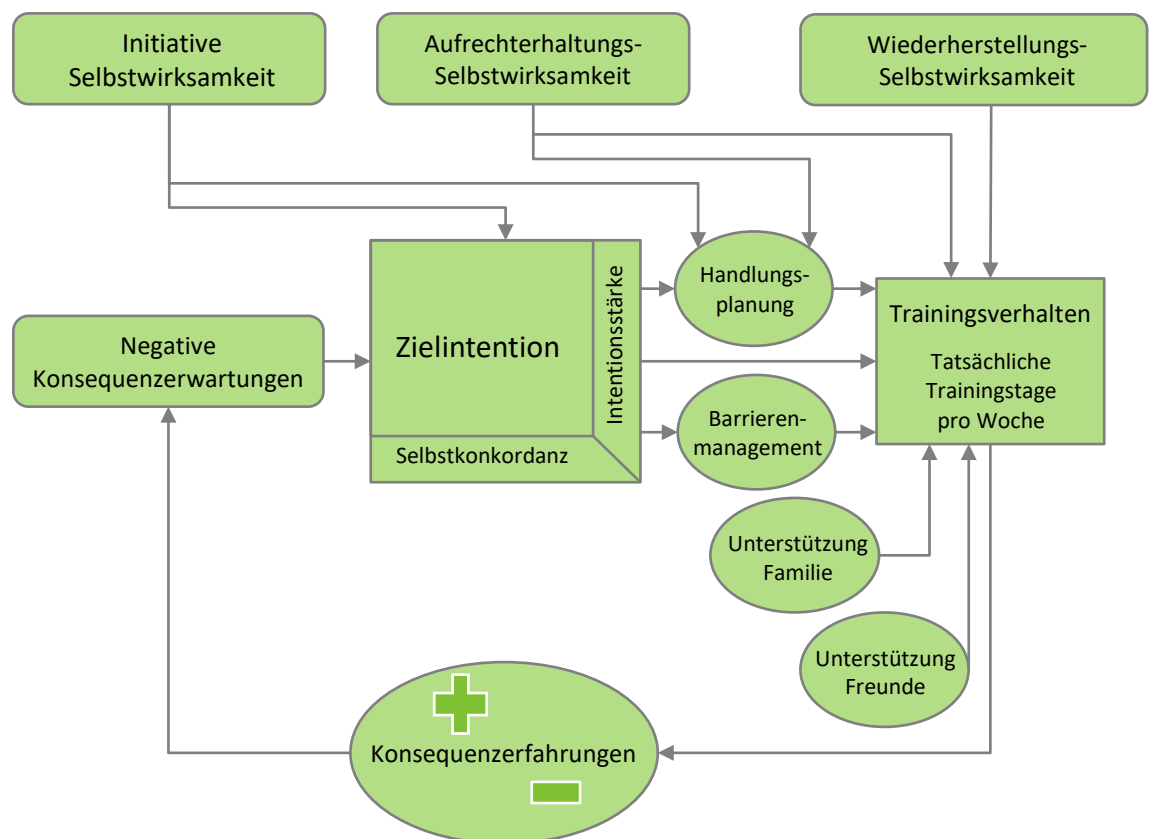 Initiative
Selbstwirksamkeit
Aufrechterhaltungs-
Selbstwirksamkeit
Wiederherstellungs-
Selbstwirksamkeit
Negative
Konsequenzerwartungen
Zielintention
Intentionsstärke
Selbstkonkordanz
Handlungs-
planung
Barrieren-
management
Trainingsverhalten
Tatsächliche
Trainingstage
pro Woche
Unterstützung
Familie
Unterstützung
Freunde
Konsequenzerfahrungen